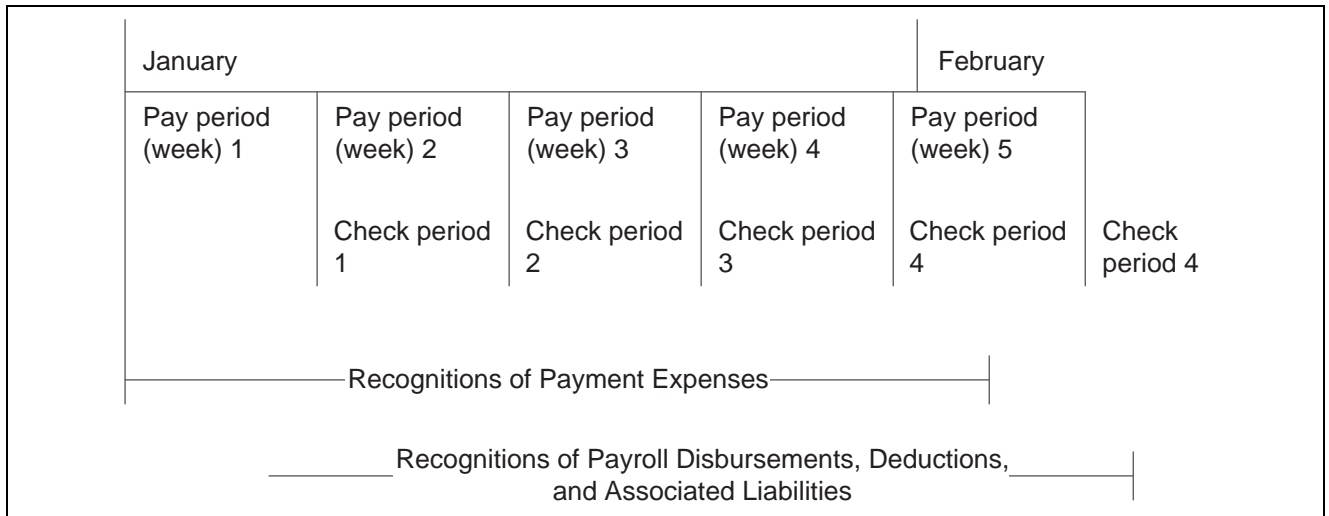 January
February
Pay period
(week) 1
Pay period
(week) 2
Pay period
(week) 3
Pay period
(week) 4
Pay period
(week) 5
Check period
1
Check period
2
Check period
3
Check period
4
Check
period 4
Recognitions of Payment Expenses
Recognitions of Payroll Disbursements, Deductions,
and Associated Liabilities